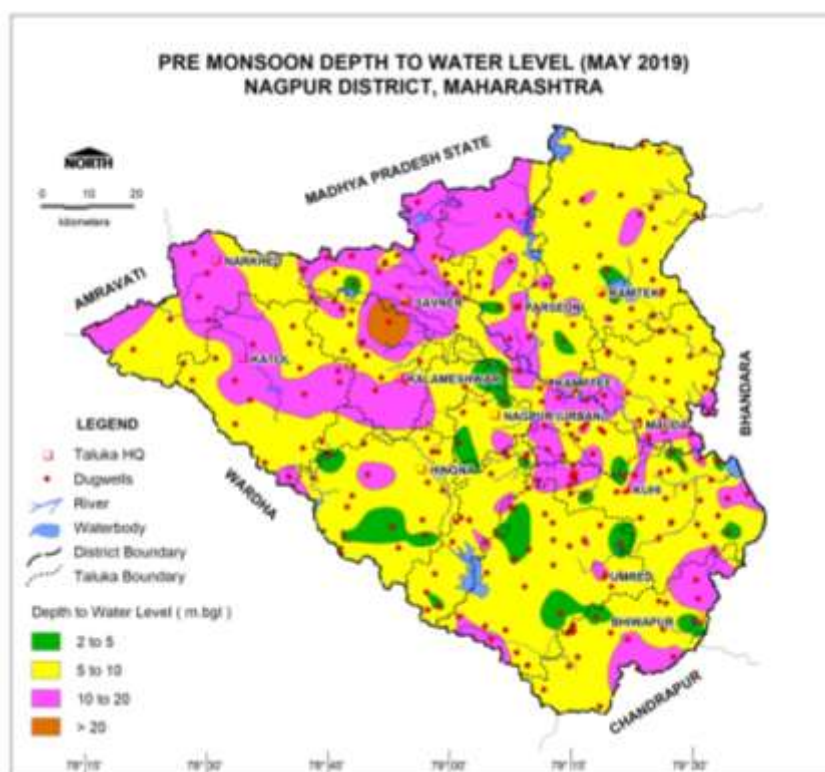 PRE MONSOON DEPTH TO WATER LEVEL (MAY 2019)
NAGPUR DISTRICT, MAHARASHTRA
NORTH
0 10 20
kilometers
MADHYA PRADESH STATE
AMRAVATI
NARKHED
SAVNER
PARSEONI
RAMTEK
KATOL
KALAMESHWAR
KAMPTEE
NAGPUR (URBAN)
MAUDA
BHANDARA
HINGNA
KUHI
WARDHA
UMRED
BHIWAPUR
CHANDRAPUR
LEGEND
Taluka HQ
Dugwells
River
Waterbody
District Boundary
Taluka Boundary
Depth to Water Level ( m.bgl )
2 to 5
5 to 10
10 to 20
> 20